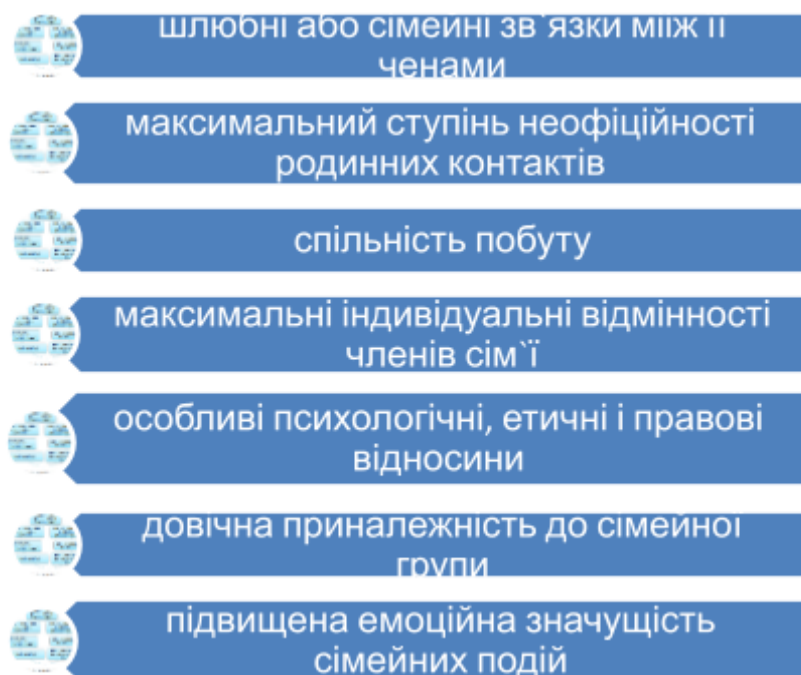 шлюбні або сімейні зв`язки міїж її
ченами
максимальний ступінь неофіційності
родинних контактів
спільність побуту
максимальні індивідуальні відмінності
членів сім`ї
особливі психологічні, етичні і правові
відносини
довічна приналежність до сімейної
групи
підвищена емоційна значущість
сімейних подій